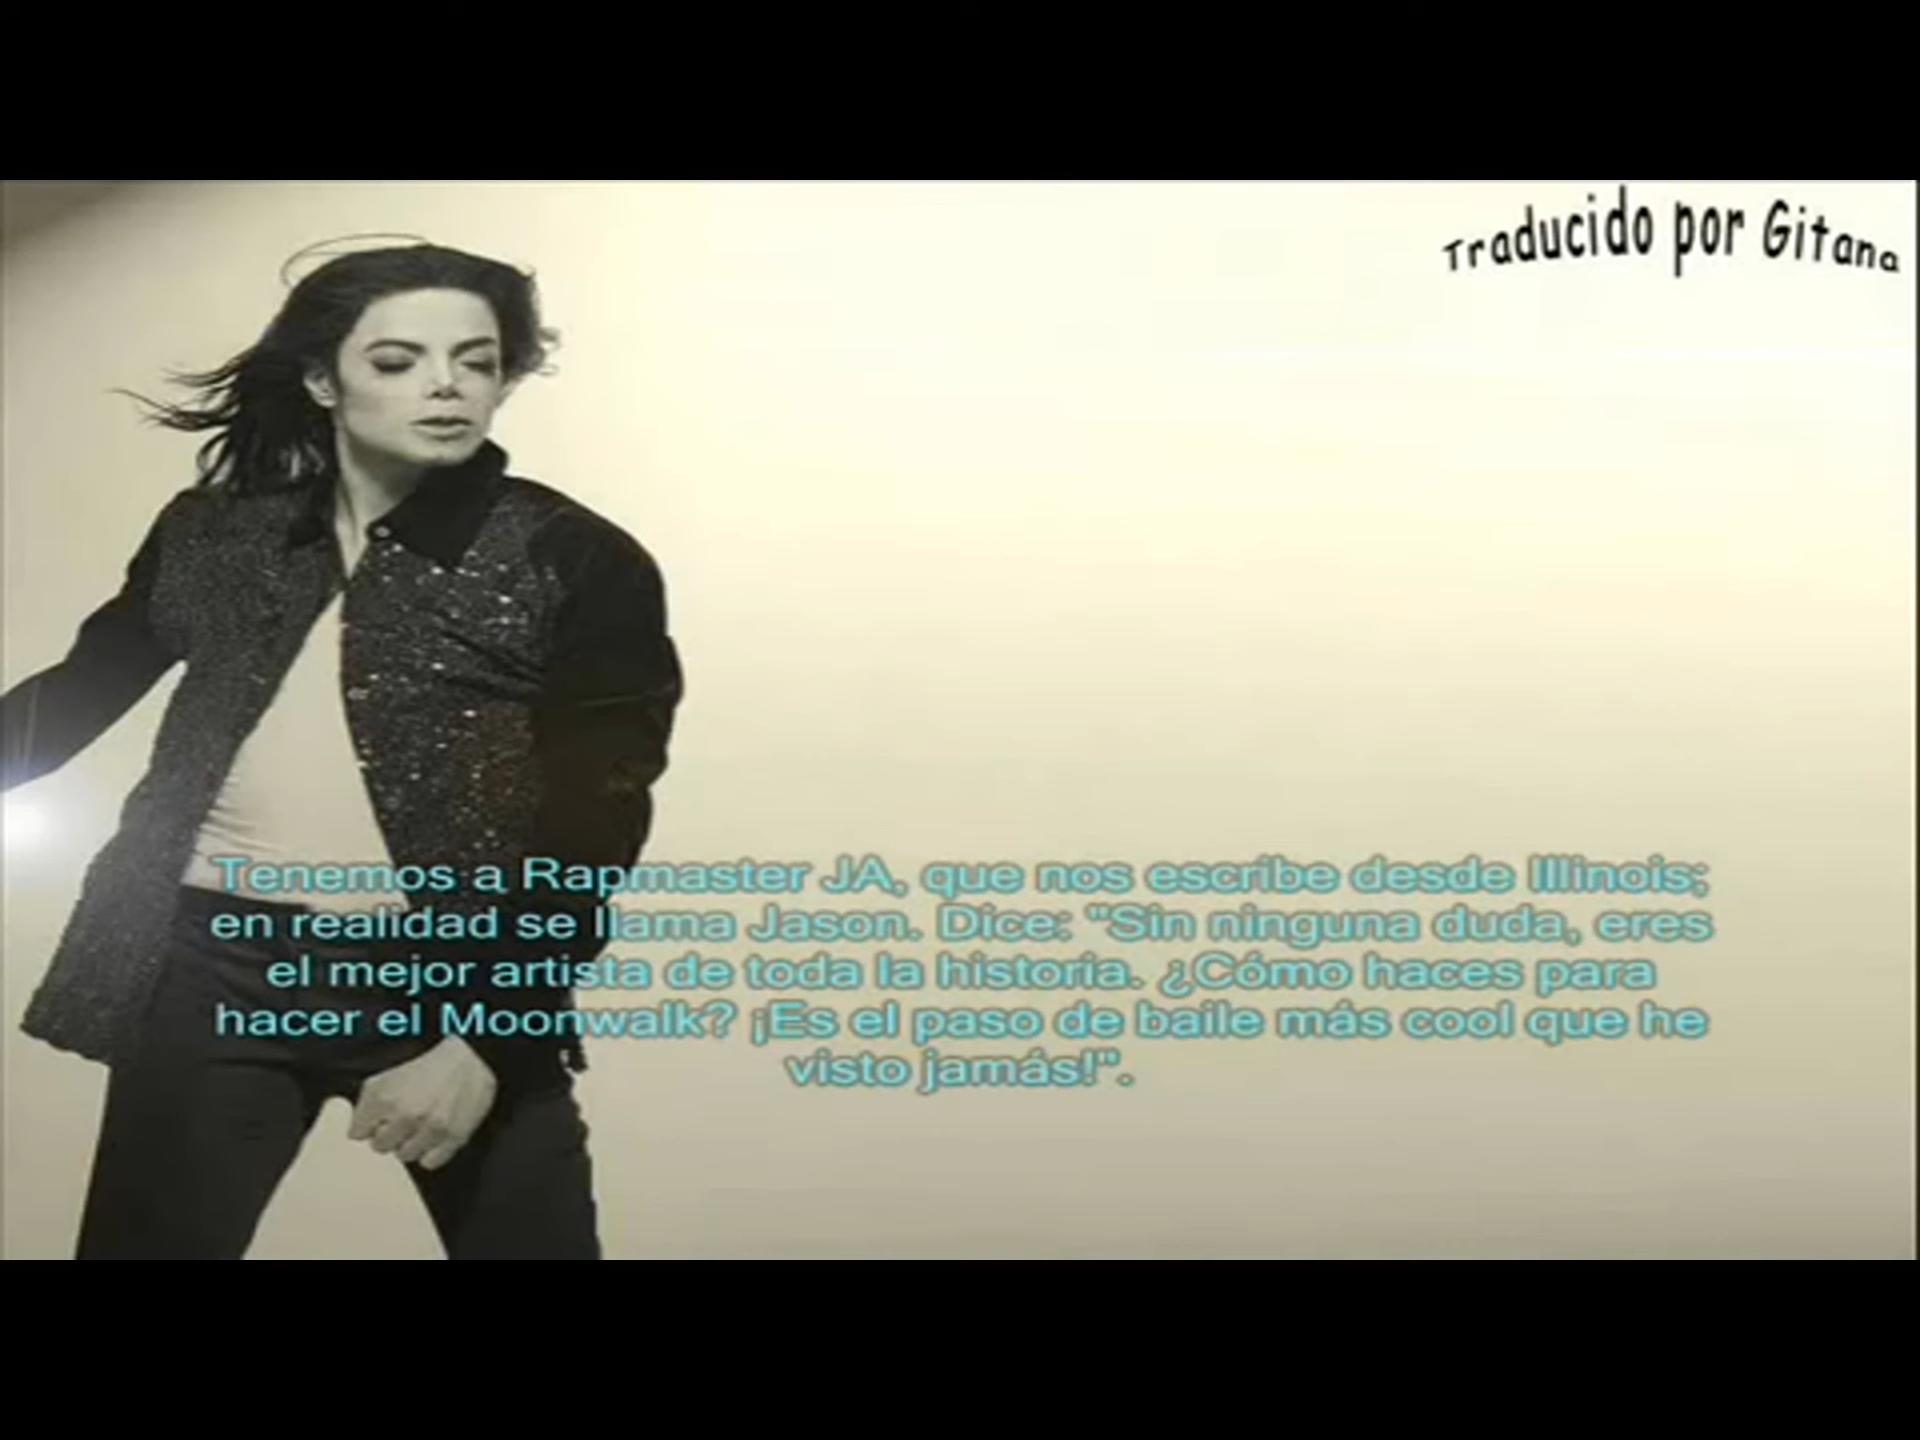 Traducido por Gitana
Tenemos a Rapmaster JA, que nos escribe desde Illinois;
en realidad se llama Jason. Dice: "Sin ninguna duda, eres
el mejor artista de toda la historia. ¿Cómo haces para
hacer el Moonwalk? ¡Es el paso de baile más cool que he
visto jamás!".